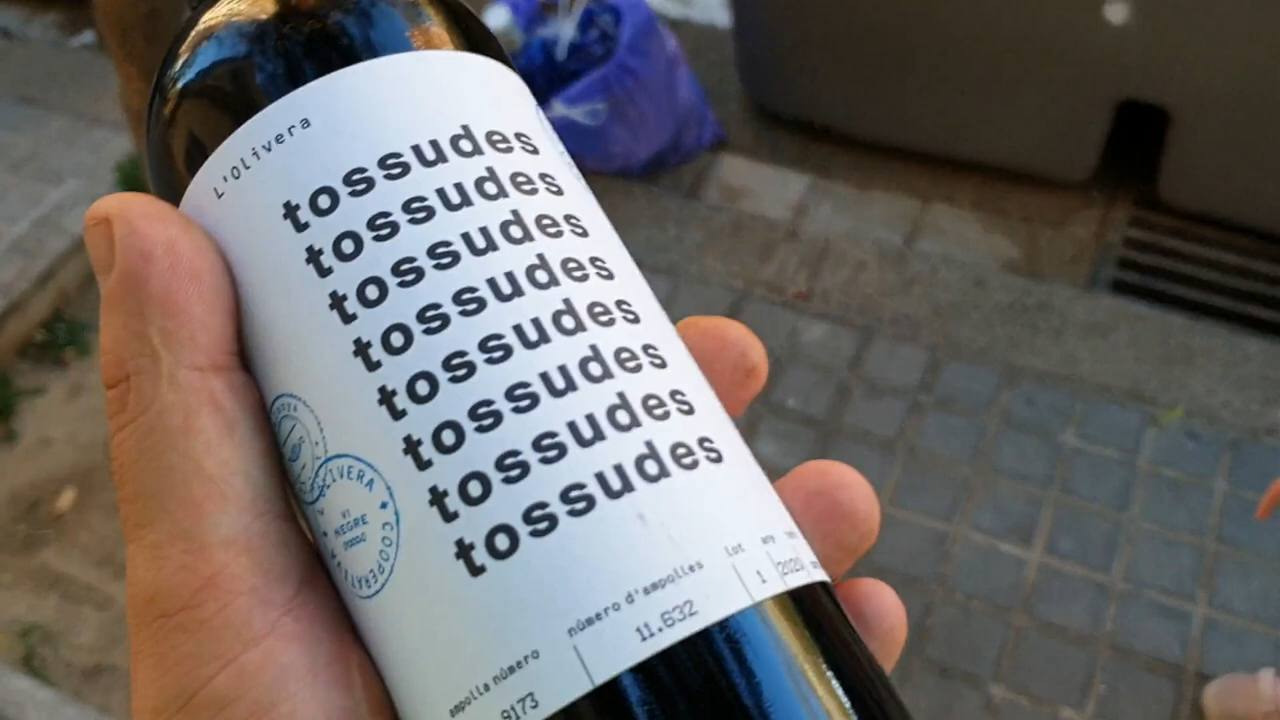 L'Olivera
tossudes
tossudes
tossudes
tossudes
tossudes
tossudes
tossudes
tossudes
OLIVERA ✦ COOPERATIVA
VI
NEGRE
ampolla número
9173
número d'ampolles
11.632
lot
1
any
2020